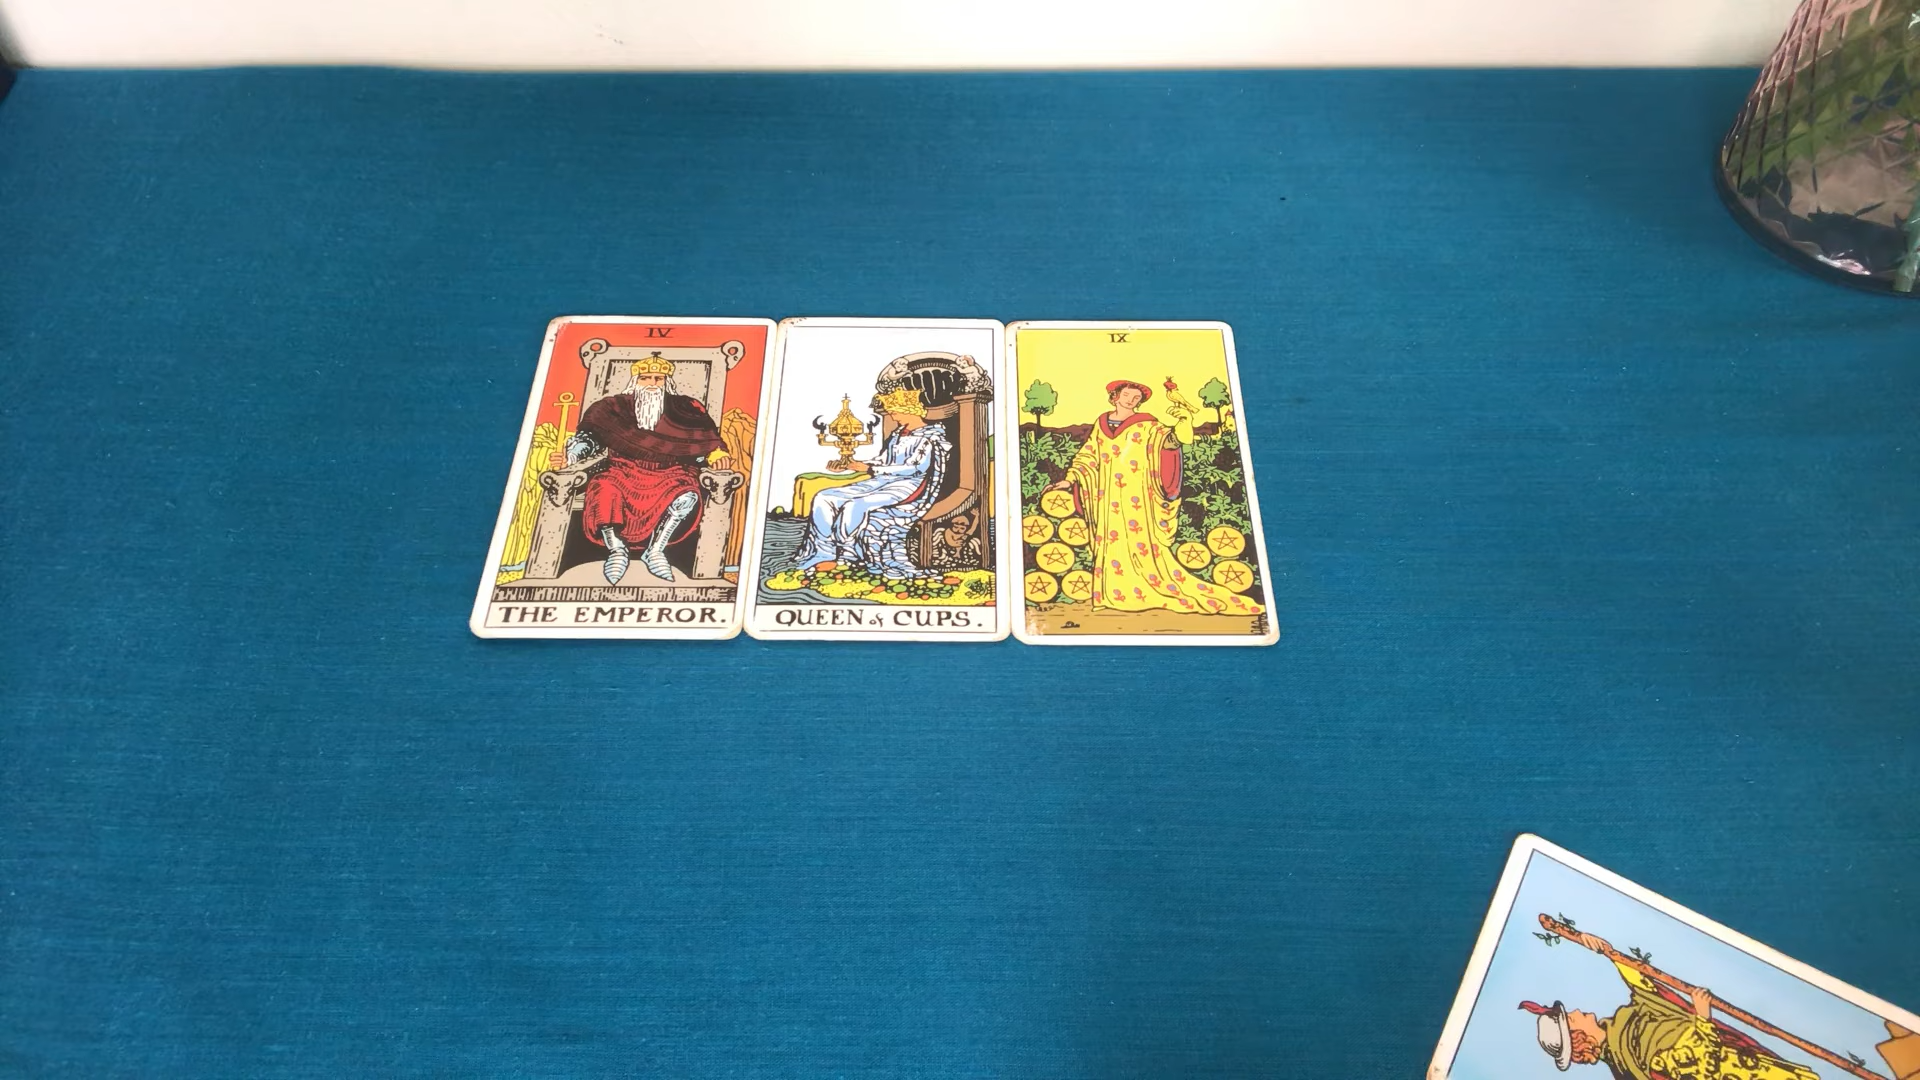 IV
THE EMPEROR.
QUEEN of CUPS.
IX